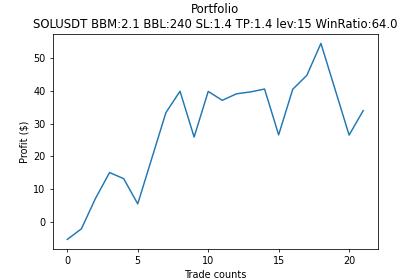 Portfolio
SOLUSDT BBM:2.1 BBL:240 SL:1.4 TP:1.4 lev:15 WinRatio:64.0
Profit ($)
50
40
30
20
10
0
0 5 10 15 20
Trade counts